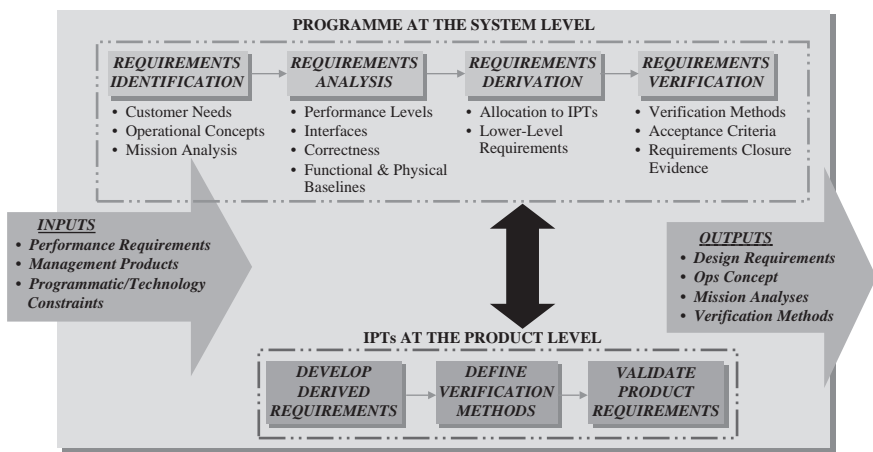 PROGRAMME AT THE SYSTEM LEVEL
REQUIREMENTS
IDENTIFICATION
• Customer Needs
• Operational Concepts
• Mission Analysis
REQUIREMENTS
ANALYSIS
• Performance Levels
• Interfaces
• Correctness
• Functional & Physical
Baselines
REQUIREMENTS
DERIVATION
• Allocation to IPTs
• Lower-Level
Requirements
REQUIREMENTS
VERIFICATION
• Verification Methods
• Acceptance Criteria
• Requirements Closure
Evidence
INPUTS
• Performance Requirements
• Management Products
• Programmatic/Technology
Constraints
OUTPUTS
• Design Requirements
• Ops Concept
• Mission Analyses
• Verification Methods
IPTs AT THE PRODUCT LEVEL
DEVELOP
DERIVED
REQUIREMENTS
DEFINE
VERIFICATION
METHODS
VALIDATE
PRODUCT
REQUIREMENTS